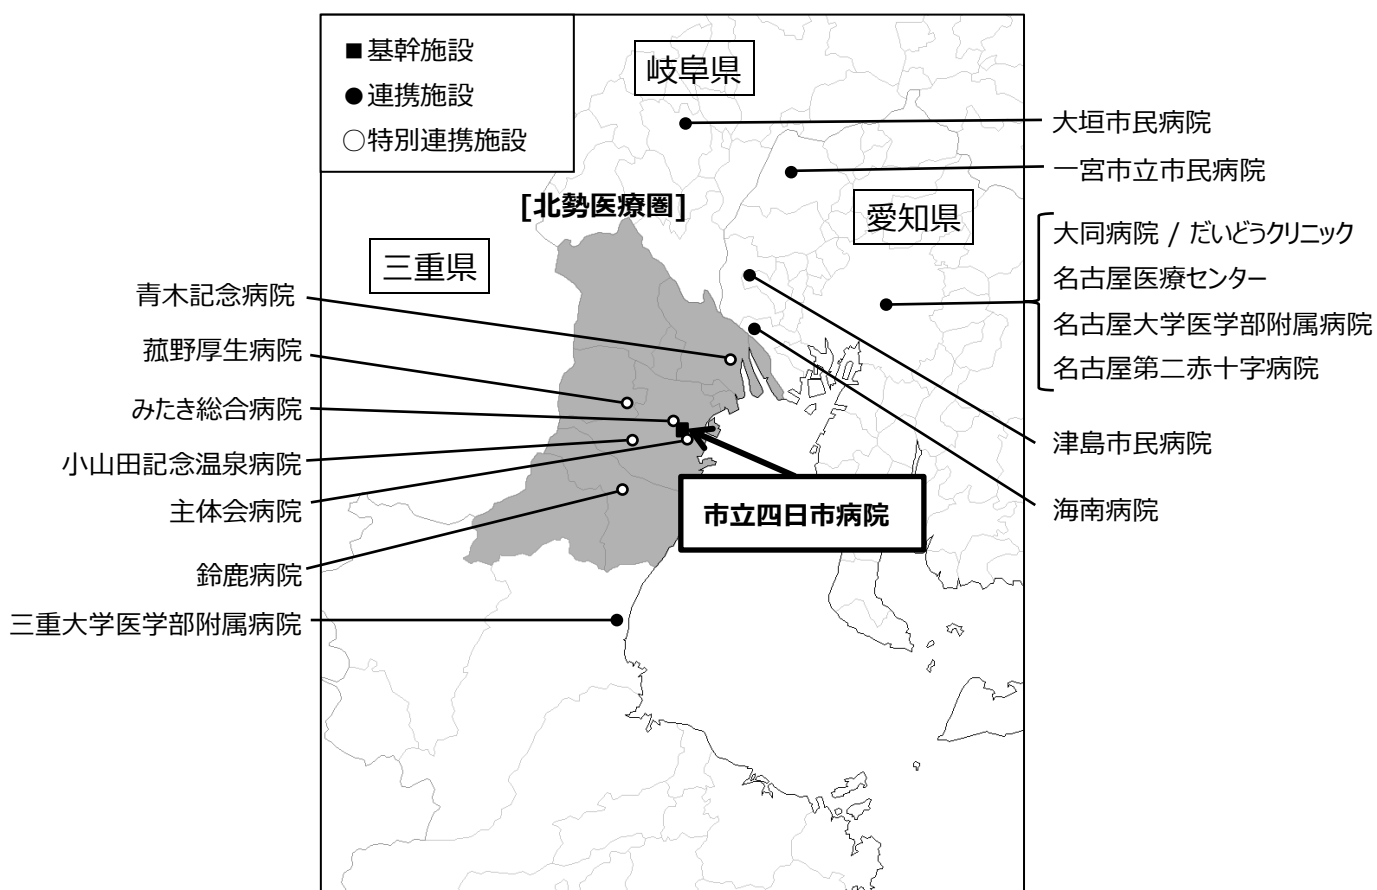 ■基幹施設
●連携施設
○特別連携施設
岐阜県
[北勢医療圏]
三重県
愛知県
青木記念病院
菰野厚生病院
みたき総合病院
小山田記念温泉病院
主体会病院
鈴鹿病院
三重大学医学部附属病院
市立四日市病院
大垣市民病院
一宮市立市民病院
大同病院 / だいどうクリニック
名古屋医療センター
名古屋大学医学部附属病院
名古屋第二赤十字病院
津島市民病院
海南病院